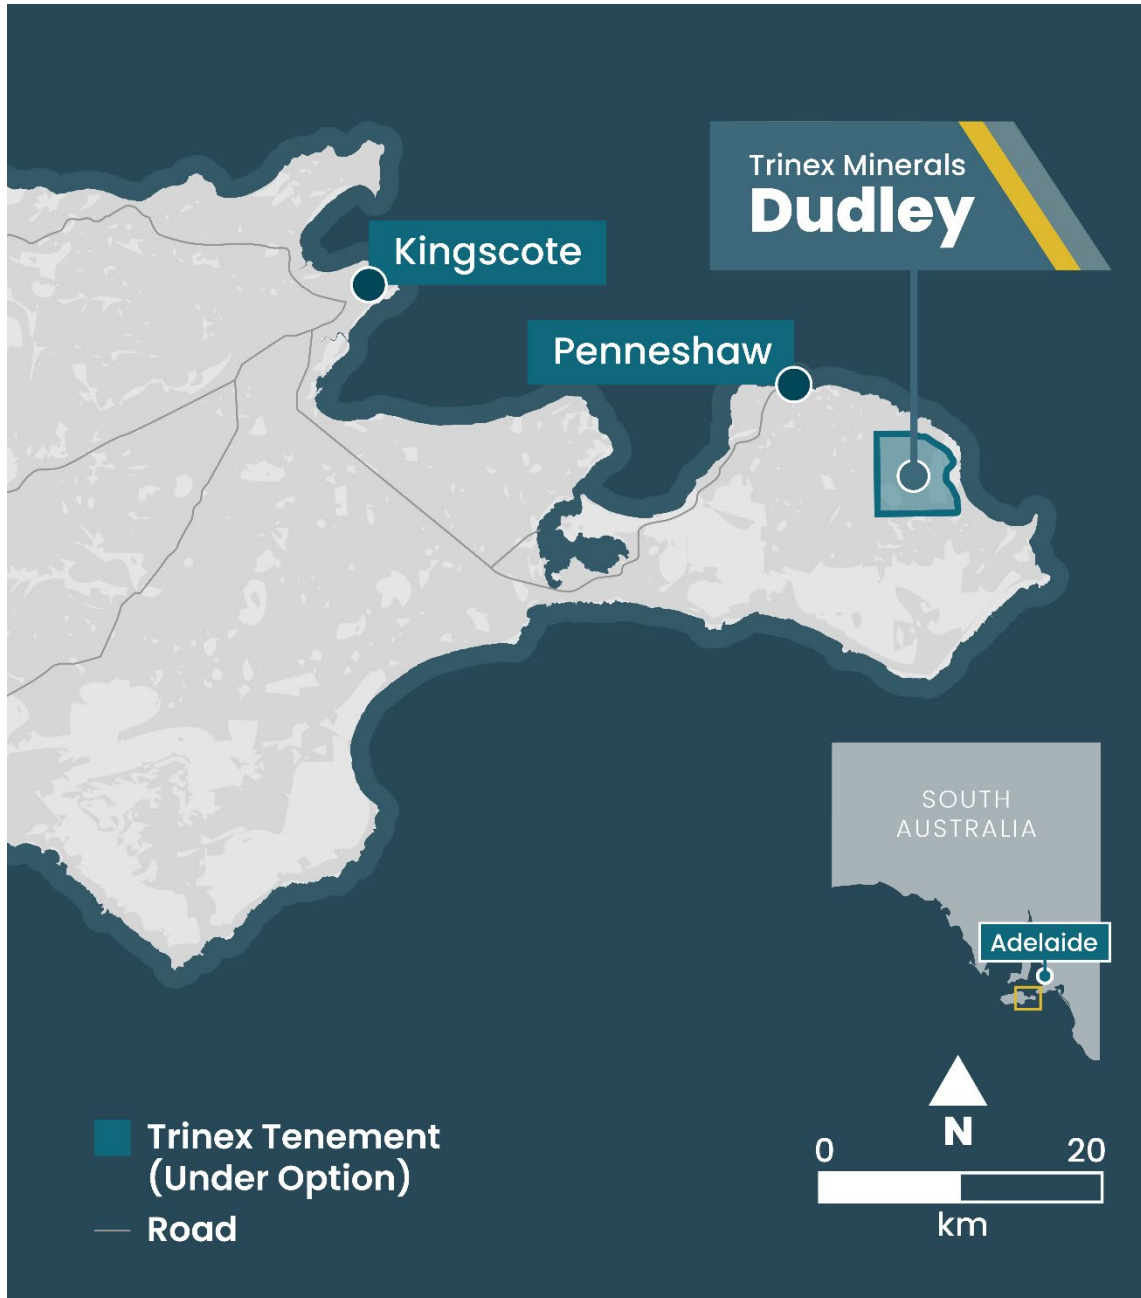 Trinex Minerals
Dudley
Kingscote
Penneshaw
SOUTH
AUSTRALIA
Adelaide
N
0 20
km
Trinex Tenement
(Under Option)
Road